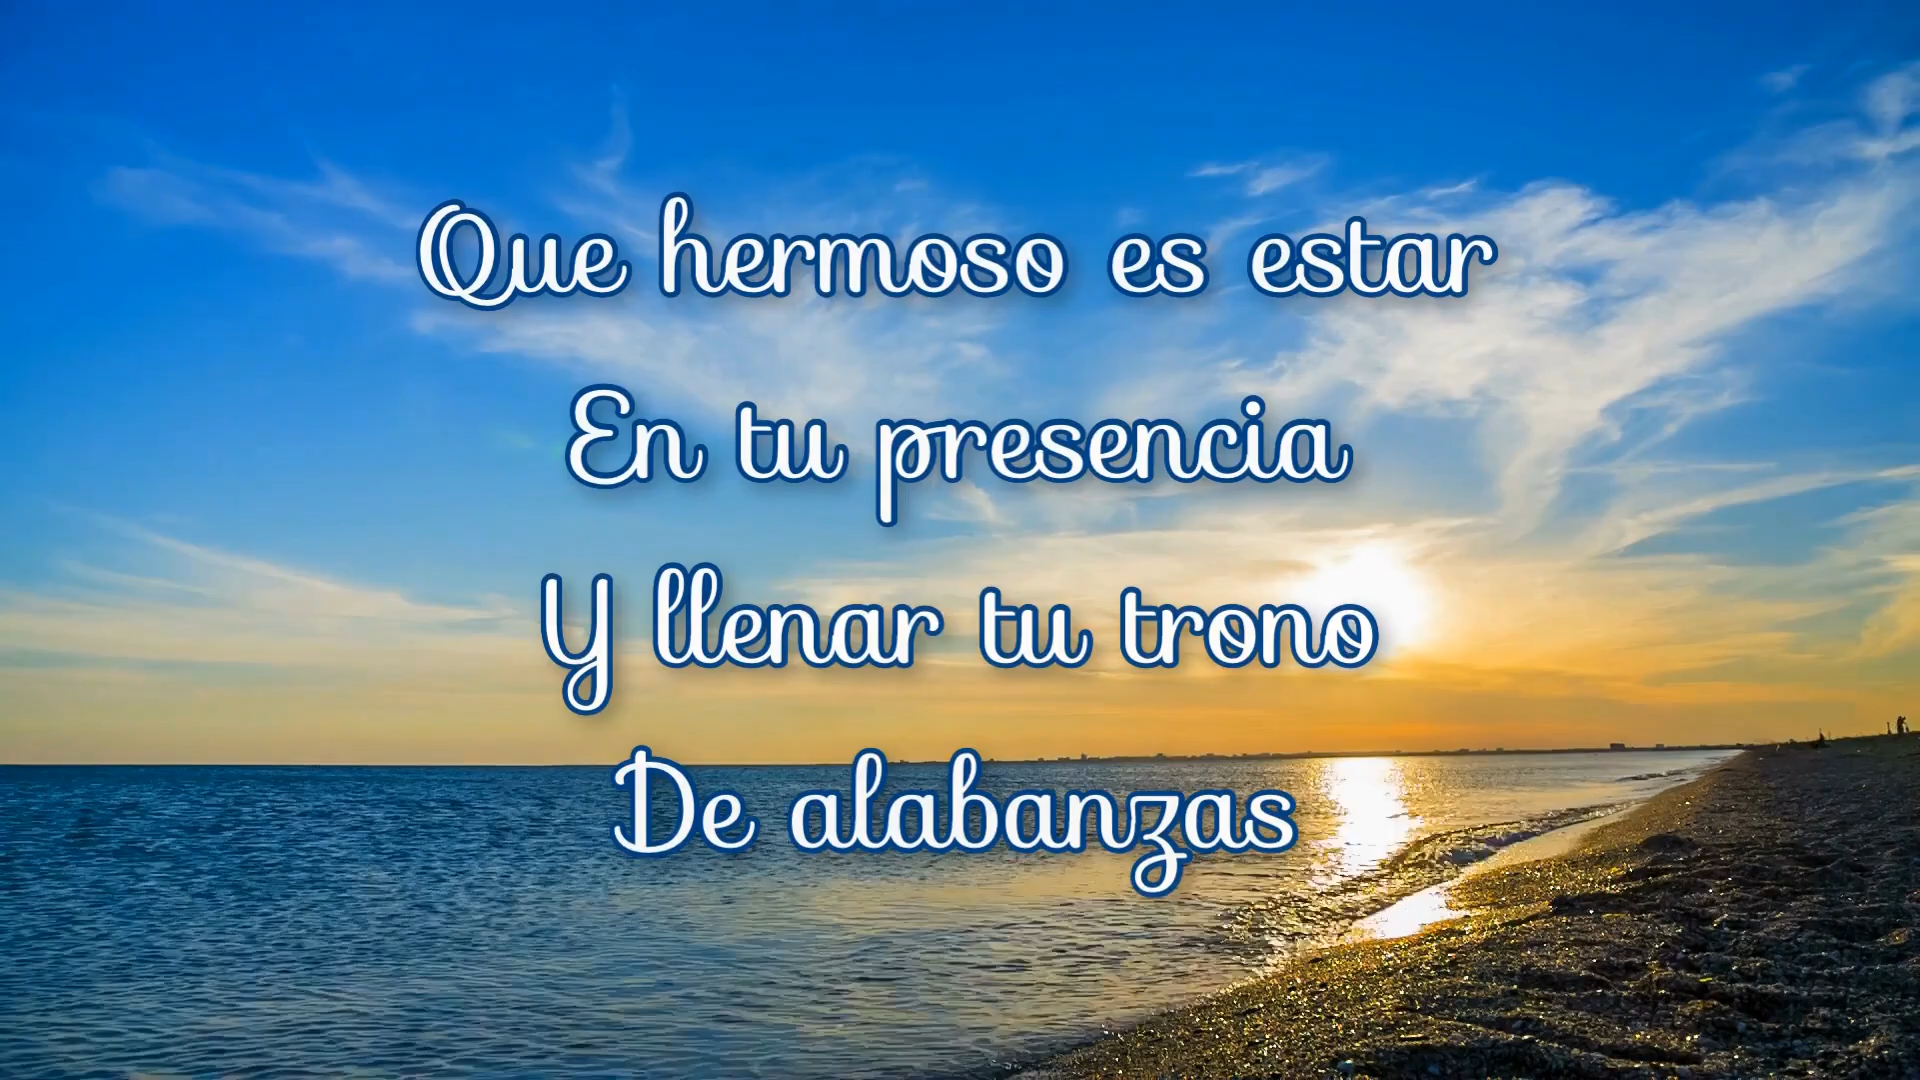 Que hermoso es estar
En tu presencia
Y llenar tu trono
De alabanzas